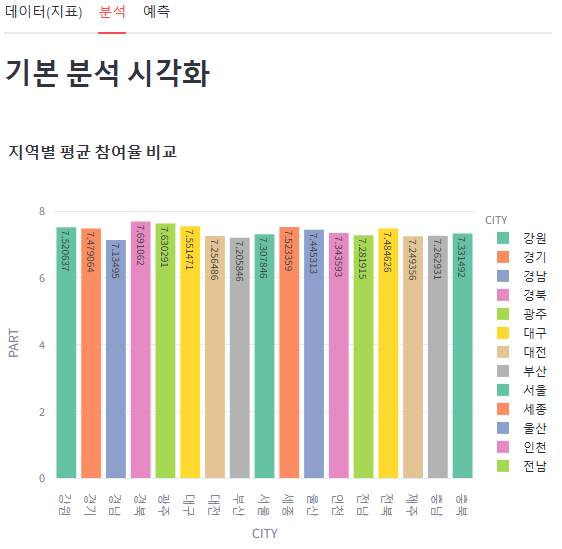 데이터(지표) 분석 예측
기본 분석 시각화
지역별 평균 참여율 비교
PART
8
6
4
2
0
7.520637
7.479064
7.13495
7.691062
7.630291
7.551471
7.256486
7.205846
7.307846
7.523359
7.445313
7.343593
7.281915
7.484626
7.249356
7.262931
7.331492
강원 경기 경남 경북 광주 대구 대전 부산 서울 세종 울산 인천 전남 전북 제주 충남 충북
CITY
CITY
강원
경기
경남
경북
광주
대구
대전
부산
서울
세종
울산
인천
전남